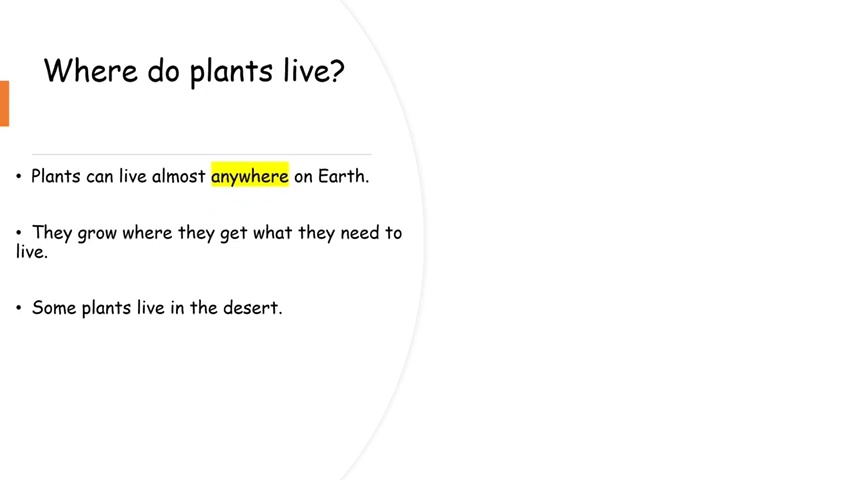 Where do plants live?
• Plants can live almost anywhere on Earth.
• They grow where they get what they need to
live.
• Some plants live in the desert.